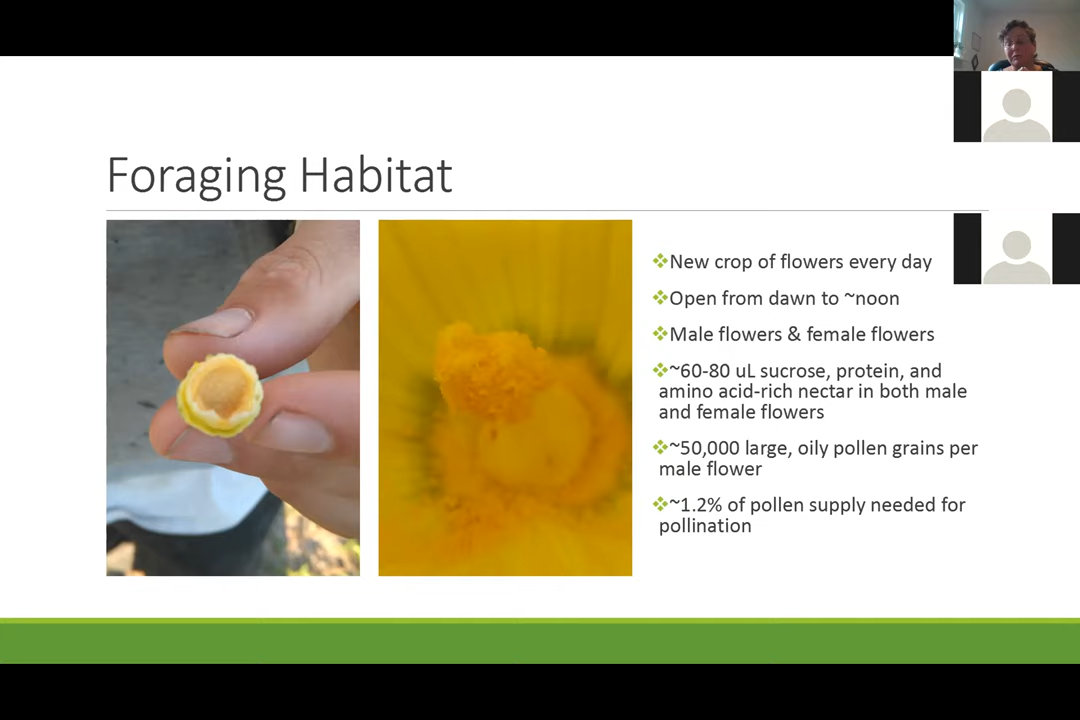 Foraging Habitat
❖New crop of flowers every day
❖Open from dawn to ~noon
❖Male flowers & female flowers
❖~60-80 uL sucrose, protein, and
amino acid-rich nectar in both male
and female flowers
❖~50,000 large, oily pollen grains per
male flower
❖~1.2% of pollen supply needed for
pollination